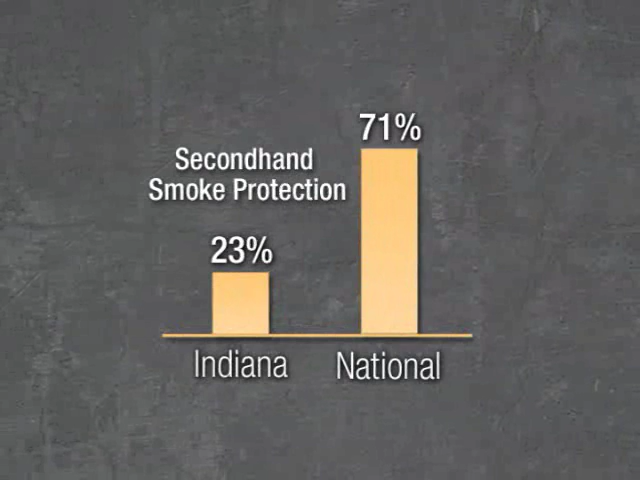 71%
Secondhand
Smoke Protection
23%
Indiana National